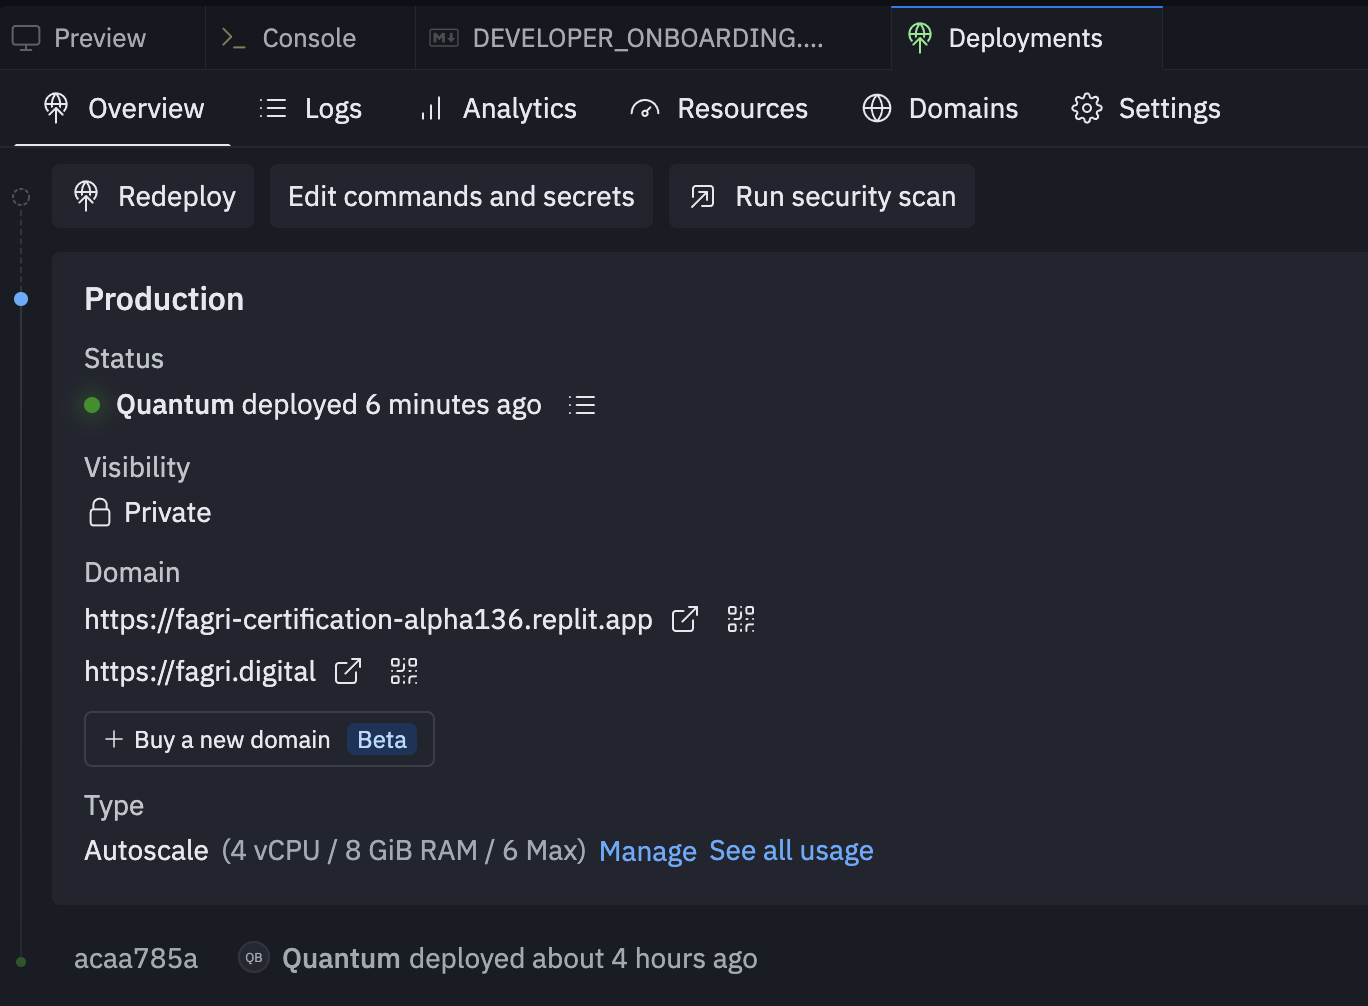 Preview
Console
M↓ DEVELOPER_ONBOARDING....
Deployments
Overview
Logs
Analytics
Resources
Domains
Settings
Redeploy
Edit commands and secrets
Run security scan
Production
Status
Quantum deployed 6 minutes ago
Visibility
Private
Domain
https://fagri-certification-alpha136.replit.app
https://fagri.digital
+ Buy a new domain Beta
Type
Autoscale (4 vCPU / 8 GiB RAM / 6 Max) Manage See all usage
acaa785a QB Quantum deployed about 4 hours ago